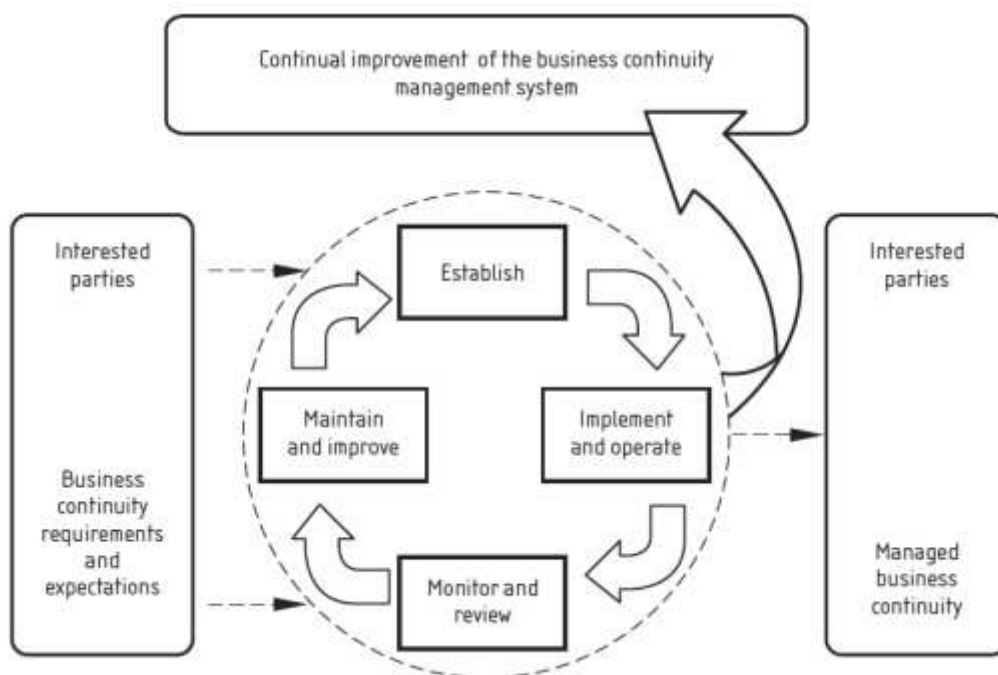 Continual improvement of the business continuity
management system
Interested
parties
Business
continuity
requirements
and
expectations
Establish
Implement
and operate
Monitor and
review
Maintain
and improve
Interested
parties
Managed
business
continuity